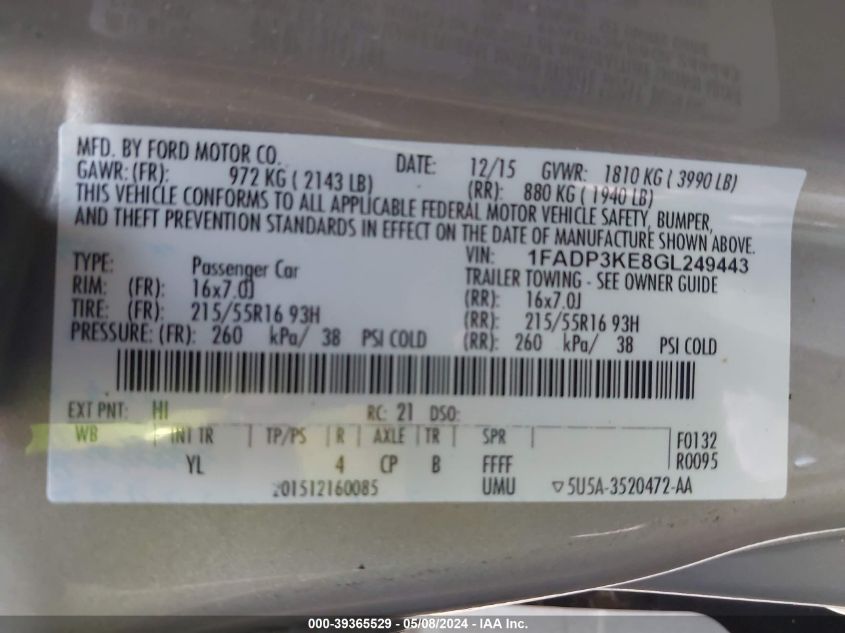 MFD. BY FORD MOTOR CO. DATE: 12/15 GVWR: 1810 KG ( 3990 LB)
GAWR: (FR): 972 KG ( 2143 LB) (RR): 880 KG ( 1940 LB)
THIS VEHICLE CONFORMS TO ALL APPLICABLE FEDERAL MOTOR VEHICLE SAFETY, BUMPER,
AND THEFT PREVENTION STANDARDS IN EFFECT ON THE DATE OF MANUFACTURE SHOWN ABOVE.
VIN: 1FADP3KE8GL249443
TYPE: Passenger Car TRAILER TOWING - SEE OWNER GUIDE
RIM: (FR): 16x7.0J (RR): 16x7.0J
TIRE: (FR): 215/55R16 93H (RR): 215/55R16 93H
PRESSURE: (FR): 260 kPa/ 38 PSI COLD (RR): 260 kPa/ 38 PSI COLD
EXT PNT: HI RC: 21 DSO:
WB INT TR TP/PS R AXLE TR SPR F0132
YL 4 CP B FFFF R0095
201512160085 UMU ▽5U5A-3520472-AA
000-39365529 - 05/08/2024 - IAA Inc.